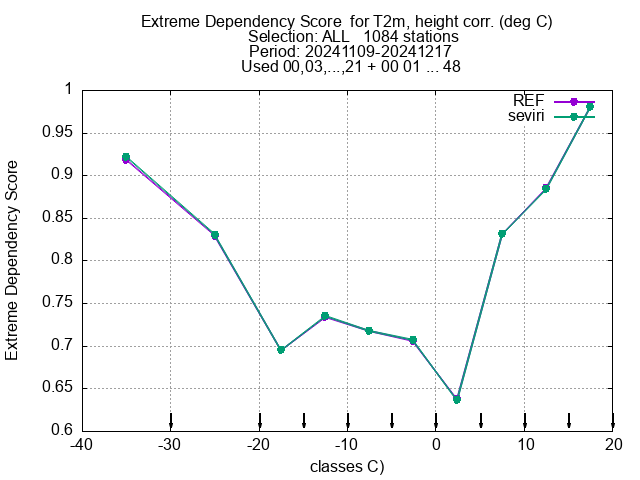 Extreme Dependency Score  for T2m, height corr. (deg C)
Selection: ALL   1084 stations
Period: 20241109-20241217
Used 00,03,...,21 + 00 01 ... 48
REF
seviri
1
0.95
0.9
0.85
0.8
0.75
0.7
0.65
0.6
Extreme Dependency Score
-40
-30
-20
-10
0
10
20
classes C)